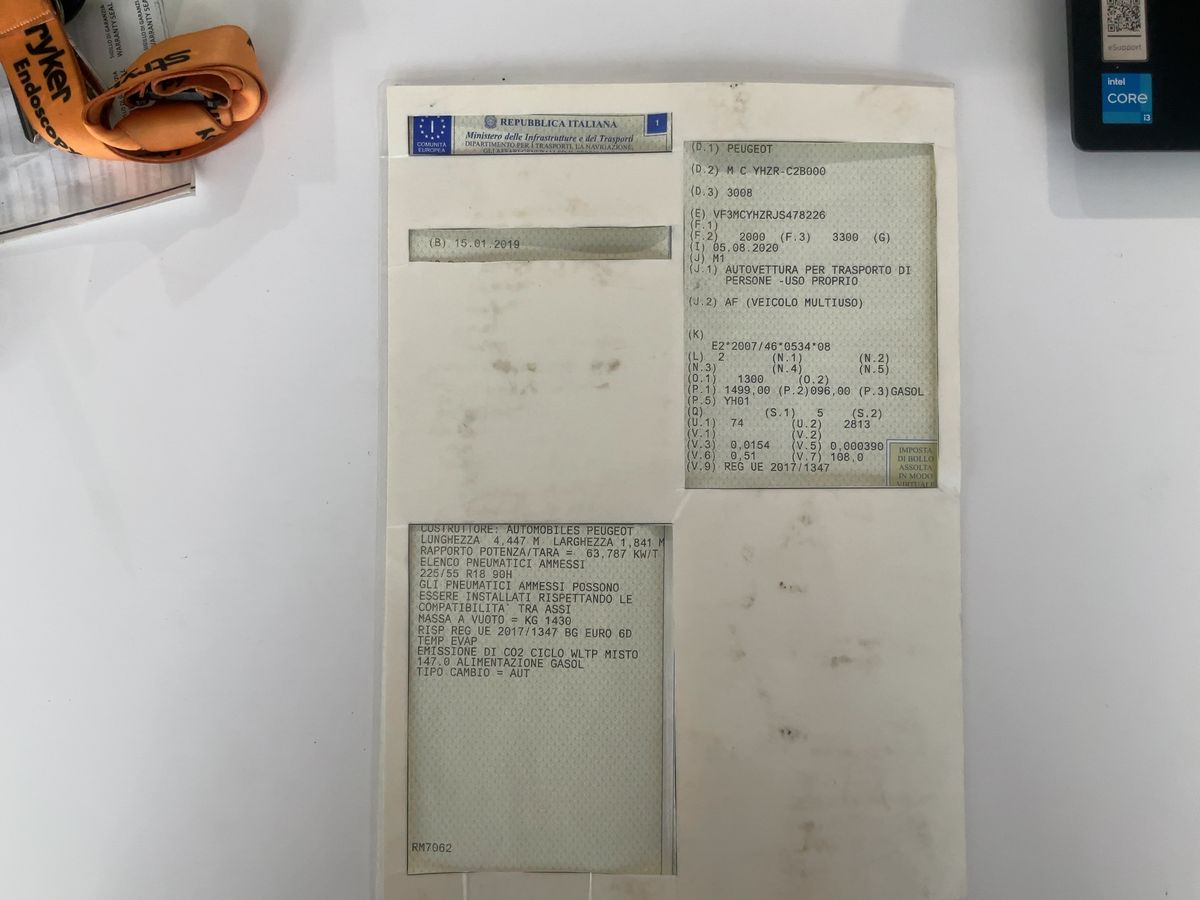 ryker
Endoscop
SIGILLO DI GARANZIA
WARRANTY SEAL
eSupport
intel
CORE
i3
COMUNITÀ
EUROPEA
REPUBBLICA ITALIANA
1
Ministero delle Infrastrutture e dei Trasporti
DIPARTIMENTO PER I TRASPORTI, LA NAVIGAZIONE,
(B) 15.01.2019
(D.1) PEUGEOT
(D.2) M C YHZR-C2B000
(D.3) 3008
(E) VF3MCYHZRJS478226
(F.1)
(F.2) 2000 (F.3) 3300 (G)
(I) 05.08.2020
(J) M1
(J.1) AUTOVETTURA PER TRASPORTO DI
PERSONE -USO PROPRIO
(J.2) AF (VEICOLO MULTIUSO)
(K)
E2*2007/46*0534*08
(L) 2 (N.1) (N.2)
(N.3) (N.4) (N.5)
(O.1) 1300 (O.2)
(P.1) 1499,00 (P.2)096,00 (P.3)GASOL
(P.5) YH01
(Q) (S.1) 5 (S.2)
(U.1) 74 (U.2) 2813
(V.1) (V.2)
(V.3) 0,0154 (V.5) 0,000390
(V.6) 0,51 (V.7) 108,0
(V.9) REG UE 2017/1347
IMPOSTA
DI BOLLO
ASSOLTA
IN MODO
VIRTUALE
COSTRUTTORE: AUTOMOBILES PEUGEOT
LUNGHEZZA 4,447 M LARGHEZZA 1,841 M
RAPPORTO POTENZA/TARA = 63,787 KW/T
ELENCO PNEUMATICI AMMESSI
225/55 R18 90H
GLI PNEUMATICI AMMESSI POSSONO
ESSERE INSTALLATI RISPETTANDO LE
COMPATIBILITA` TRA ASSI
MASSA A VUOTO = KG 1430
RISP REG UE 2017/1347 BG EURO 6D
TEMP EVAP
EMISSIONE DI CO2 CICLO WLTP MISTO
147.0 ALIMENTAZIONE GASOL
TIPO CAMBIO = AUT
RM7062